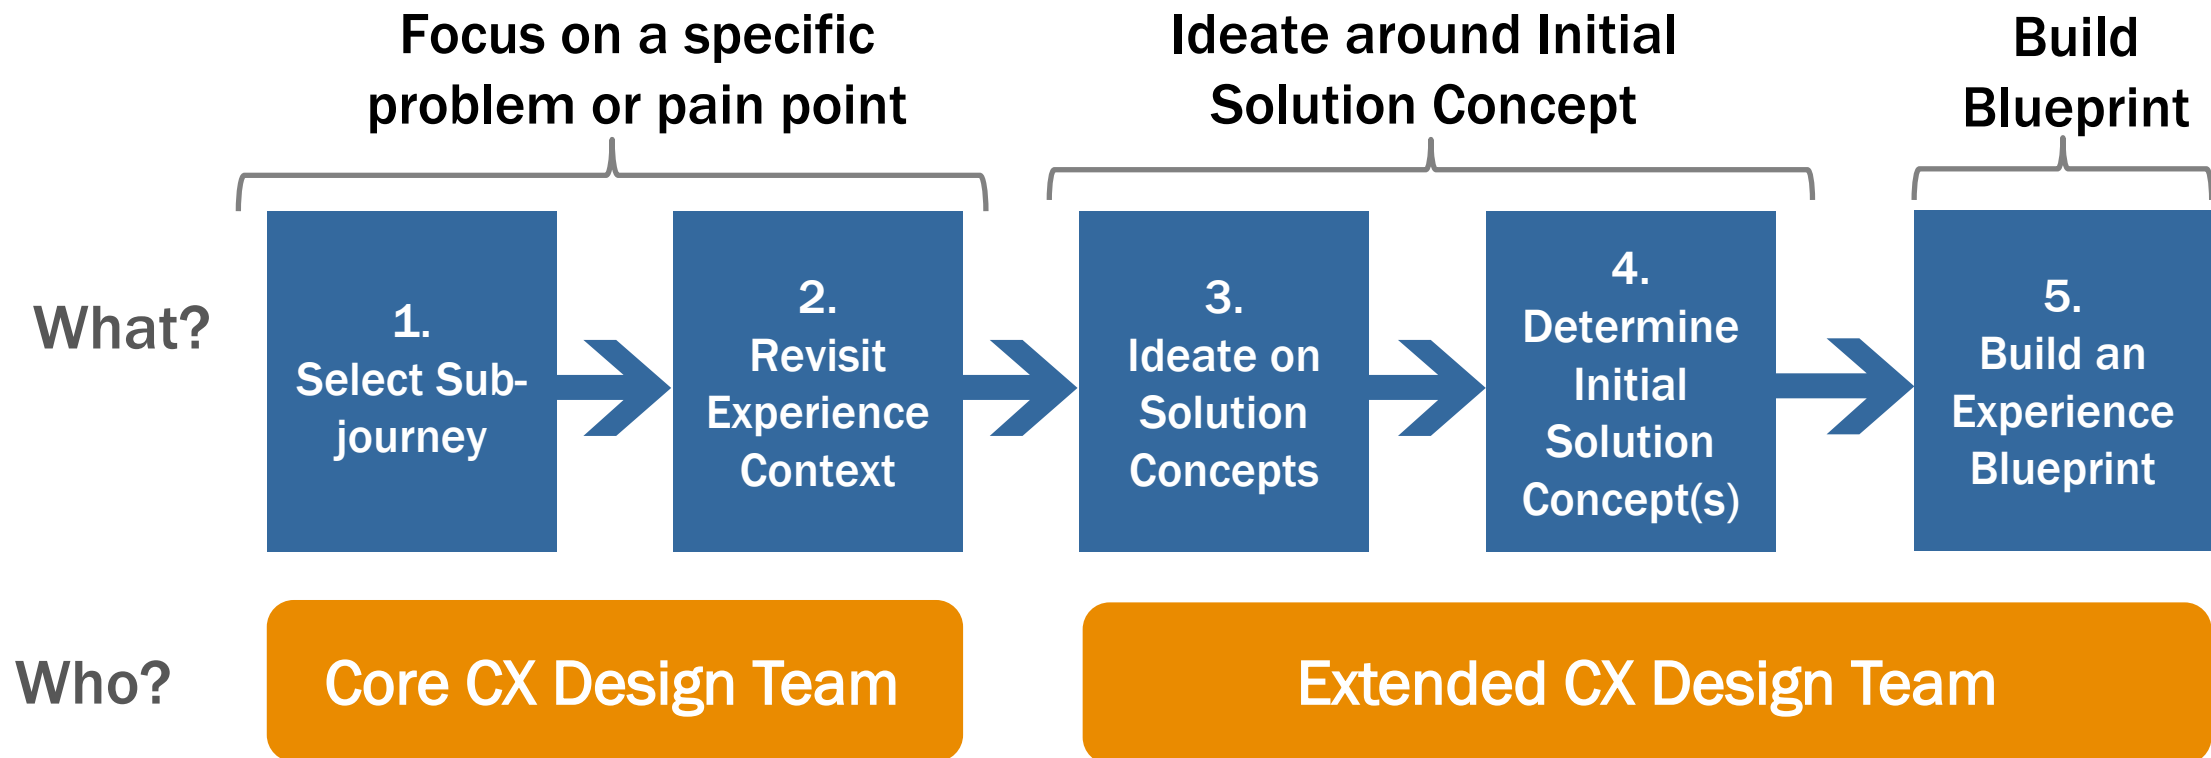 Focus on a specific
problem or pain point
Ideate around Initial
Solution Concept
Build
Blueprint
What?
1.
Select Sub-
journey
2.
Revisit
Experience
Context
3.
Ideate on
Solution
Concepts
4.
Determine
Initial
Solution
Concept(s)
5.
Build an
Experience
Blueprint
Who?
Core CX Design Team
Extended CX Design Team